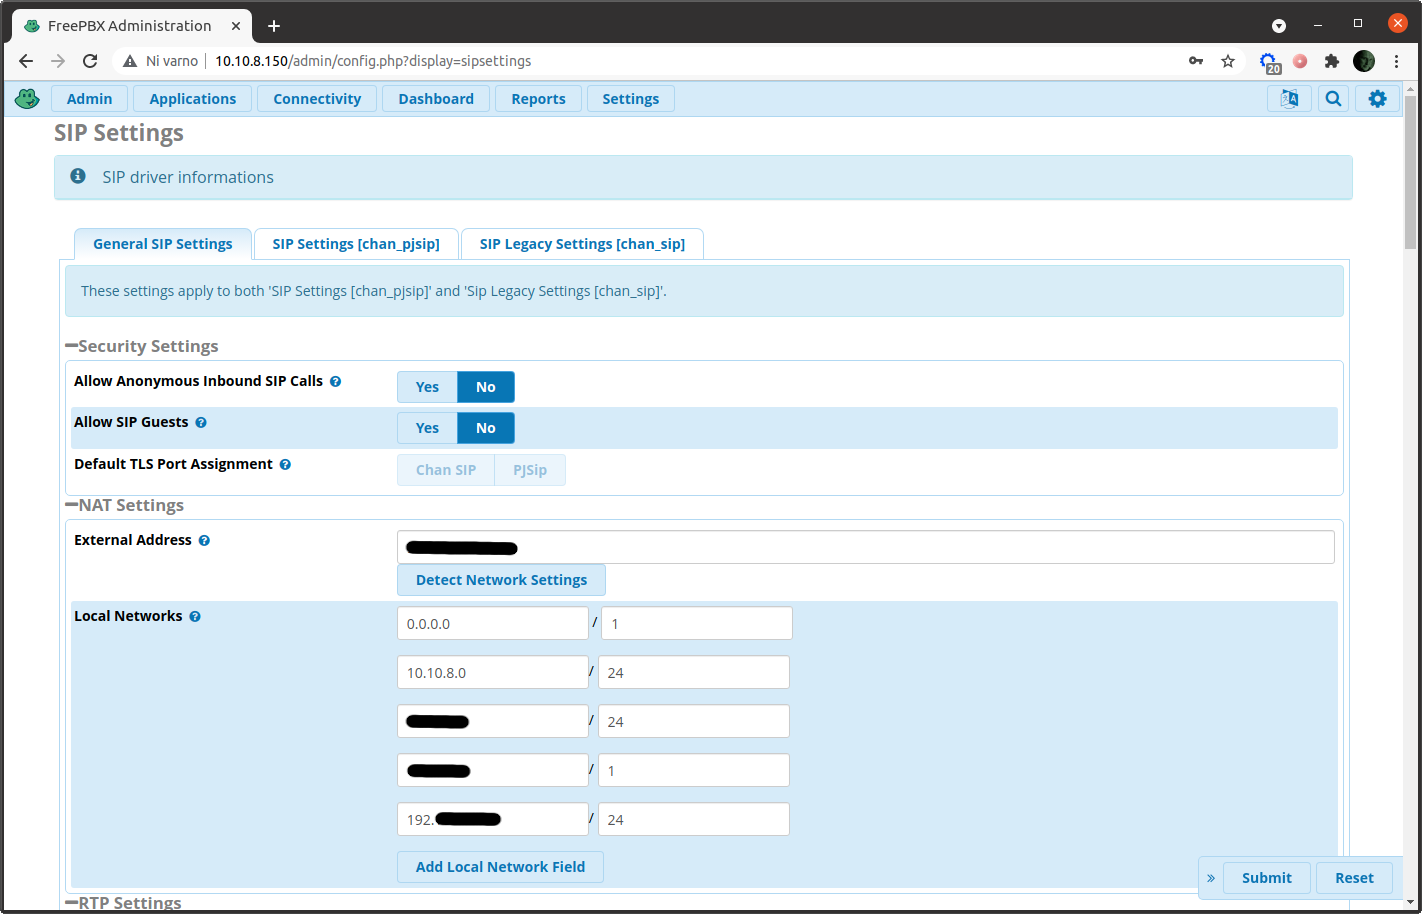 FreePBX Administration
Ni varno 10.10.8.150/admin/config.php?display=sipsettings
20
Admin Applications Connectivity Dashboard Reports Settings
SIP Settings
SIP driver informations
General SIP Settings SIP Settings [chan_pjsip] SIP Legacy Settings [chan_sip]
These settings apply to both 'SIP Settings [chan_pjsip]' and 'Sip Legacy Settings [chan_sip]'.
Security Settings
Allow Anonymous Inbound SIP Calls Yes No
Allow SIP Guests Yes No
Default TLS Port Assignment Chan SIP PJSip
NAT Settings
External Address
Detect Network Settings
Local Networks 0.0.0.0 / 1
10.10.8.0 / 24
/ 24
/ 1
192. / 24
Add Local Network Field
» Submit Reset
RTP Settings